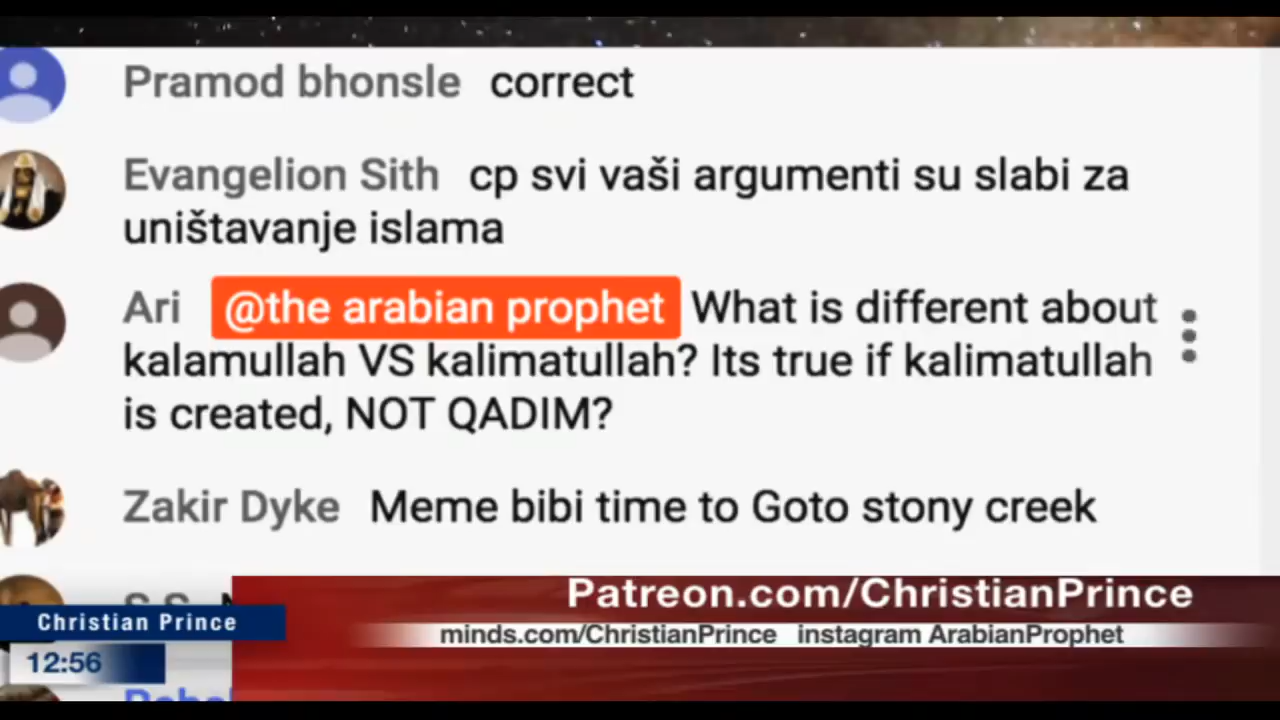 Pramod bhonsle correct
Evangelion Sith cp svi vaši argumenti su slabi za
uništavanje islama
Ari @the arabian prophet What is different about
kalamullah VS kalimatullah? Its true if kalimatullah
is created, NOT QADIM?
Zakir Dyke Meme bibi time to Goto stony creek
Patreon.com/ChristianPrince
Christian Prince
minds.com/ChristianPrince instagram ArabianProphet
12:56